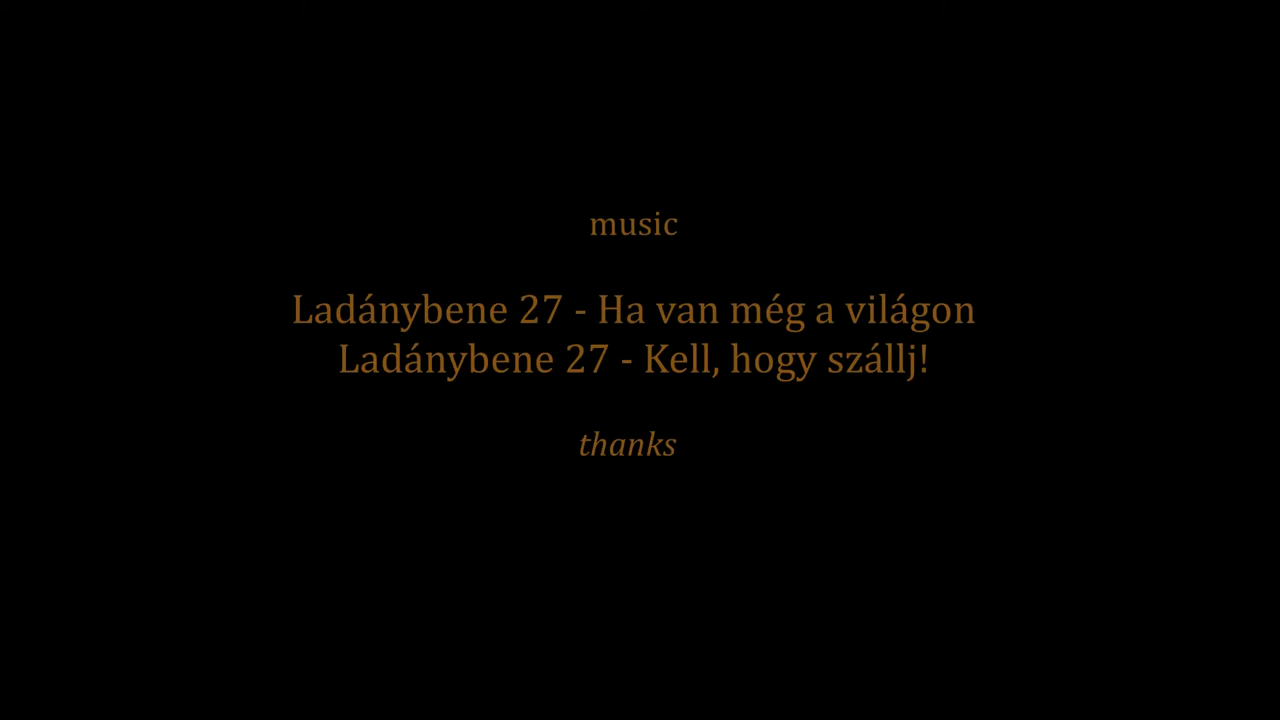 music
Ladánybene 27 - Ha van még a világon
Ladánybene 27 - Kell, hogy szállj!
thanks